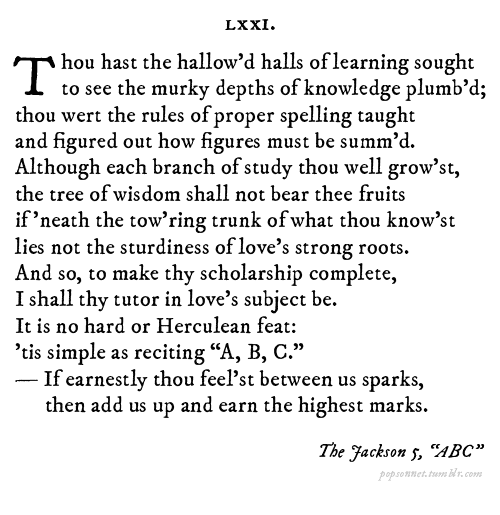 LXXI.
Thou hast the hallow’d halls of learning sought
to see the murky depths of knowledge plumb’d;
thou wert the rules of proper spelling taught
and figured out how figures must be summ’d.
Although each branch of study thou well grow’st,
the tree of wisdom shall not bear thee fruits
if ’neath the tow’ring trunk of what thou know’st
lies not the sturdiness of love’s strong roots.
And so, to make thy scholarship complete,
I shall thy tutor in love’s subject be.
It is no hard or Herculean feat:
’tis simple as reciting “A, B, C.”
— If earnestly thou feel’st between us sparks,
then add us up and earn the highest marks.
The Jackson 5, “ABC”
popsonnet.tumblr.com